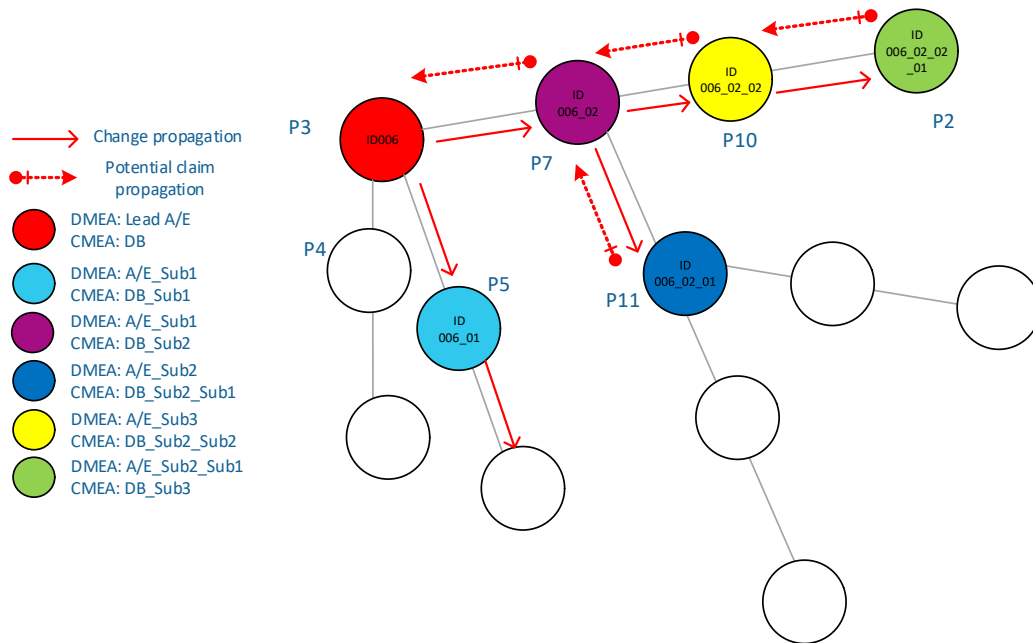 ID
006_02_02
_01
ID
006_02_02
ID
006_02
P3
ID006
P7
P10
P2
Change propagation
Potential claim
propagation
DMEA: Lead A/E
CMEA: DB
P4
DMEA: A/E_Sub1
CMEA: DB_Sub1
P5
ID
006_01
ID
006_02_01
P11
DMEA: A/E_Sub1
CMEA: DB_Sub2
DMEA: A/E_Sub2
CMEA: DB_Sub2_Sub1
DMEA: A/E_Sub3
CMEA: DB_Sub2_Sub2
DMEA: A/E_Sub2_Sub1
CMEA: DB_Sub3